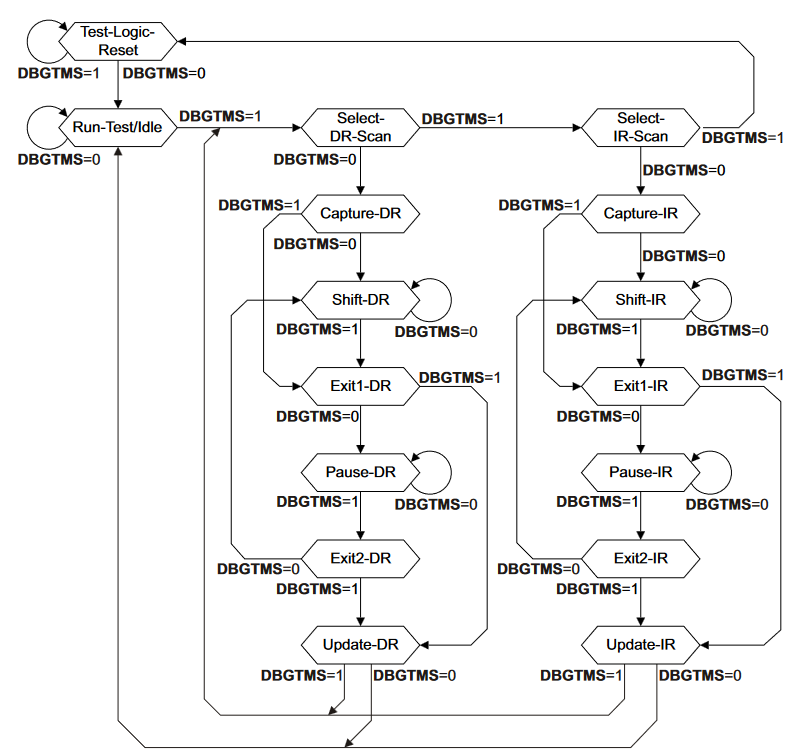 Test-Logic-
Reset
DBGTMS=1
DBGTMS=0
Run-Test/Idle
DBGTMS=1
DBGTMS=0
Select-
DR-Scan
DBGTMS=1
DBGTMS=0
Select-
IR-Scan
DBGTMS=1
DBGTMS=0
DBGTMS=1
Capture-DR
DBGTMS=0
DBGTMS=1
Capture-IR
DBGTMS=0
Shift-DR
DBGTMS=1
DBGTMS=0
Shift-IR
DBGTMS=1
DBGTMS=0
Exit1-DR
DBGTMS=1
DBGTMS=0
Exit1-IR
DBGTMS=1
DBGTMS=0
Pause-DR
DBGTMS=1
DBGTMS=0
Pause-IR
DBGTMS=1
DBGTMS=0
Exit2-DR
DBGTMS=0
DBGTMS=1
Exit2-IR
DBGTMS=0
DBGTMS=1
Update-DR
DBGTMS=1
DBGTMS=0
Update-IR
DBGTMS=1
DBGTMS=0